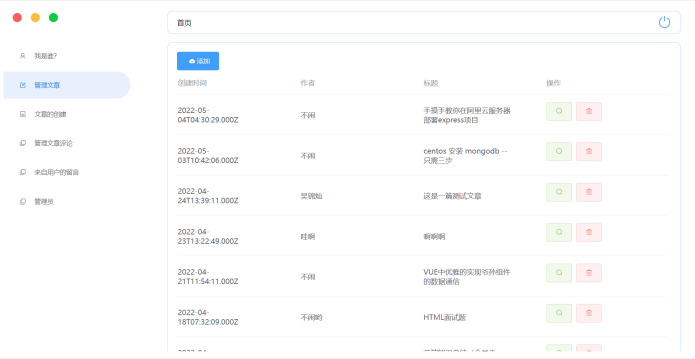 首页
我是谁?
管理文章
文章的创建
管理文章评论
来自用户的留言
管理员
添加
创建时间 作者 标题 操作
2022-05-
04T04:30:29.000Z
不闲
手摸手教你在阿里云服务器
部署express项目
2022-05-
03T10:42:06.000Z
不闲
centos 安装 mongodb --
只需三步
2022-04-
24T13:39:11.000Z
吴锦灿
这是一篇测试文章
2022-04-
23T13:22:49.000Z
哇啊
啊啊啊
2022-04-
21T11:54:11.000Z
不闲
VUE中优雅的实现爷孙组件
的数据通信
2022-04-
18T07:32:09.000Z
不闲哟
HTML面试题